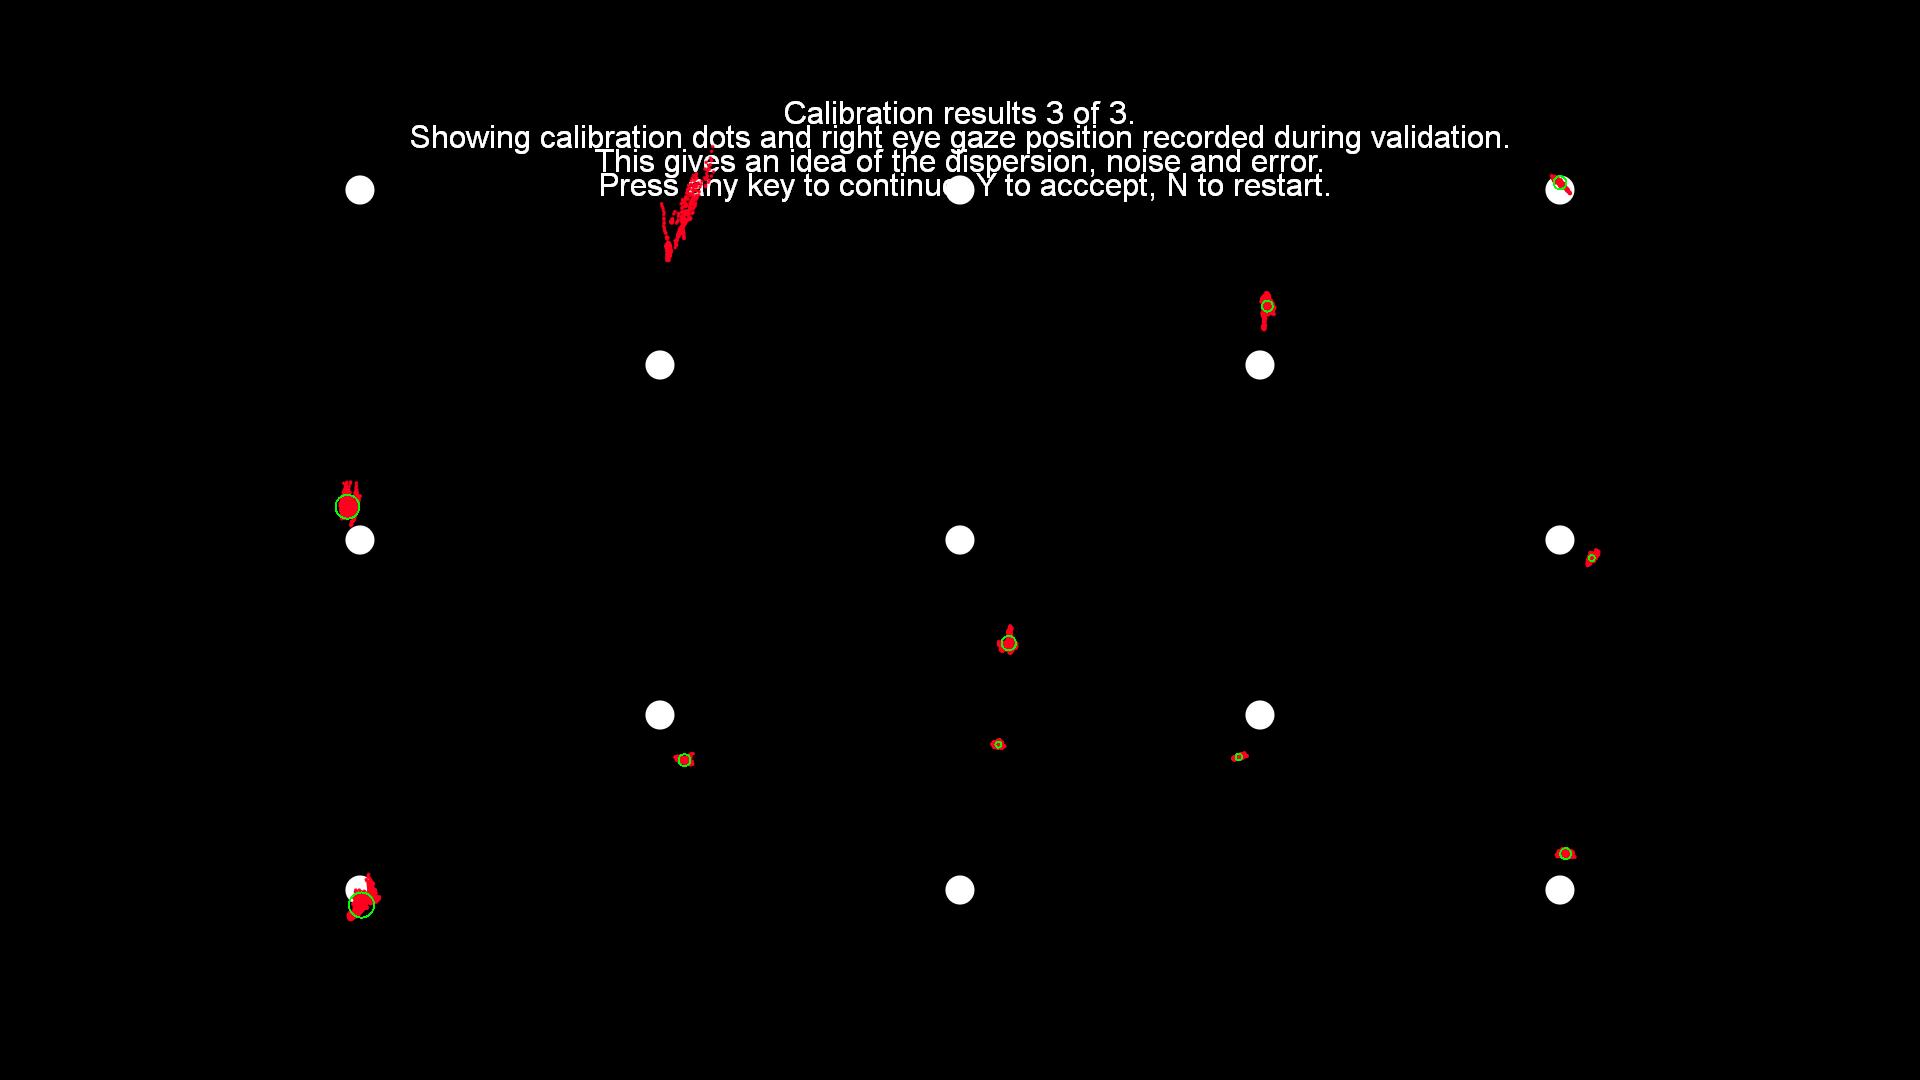 Calibration results 3 of 3.
Showing calibration dots and right eye gaze position recorded during validation.
This gives an idea of the dispersion, noise and error.
Press any key to continue, Y to acccept, N to restart.